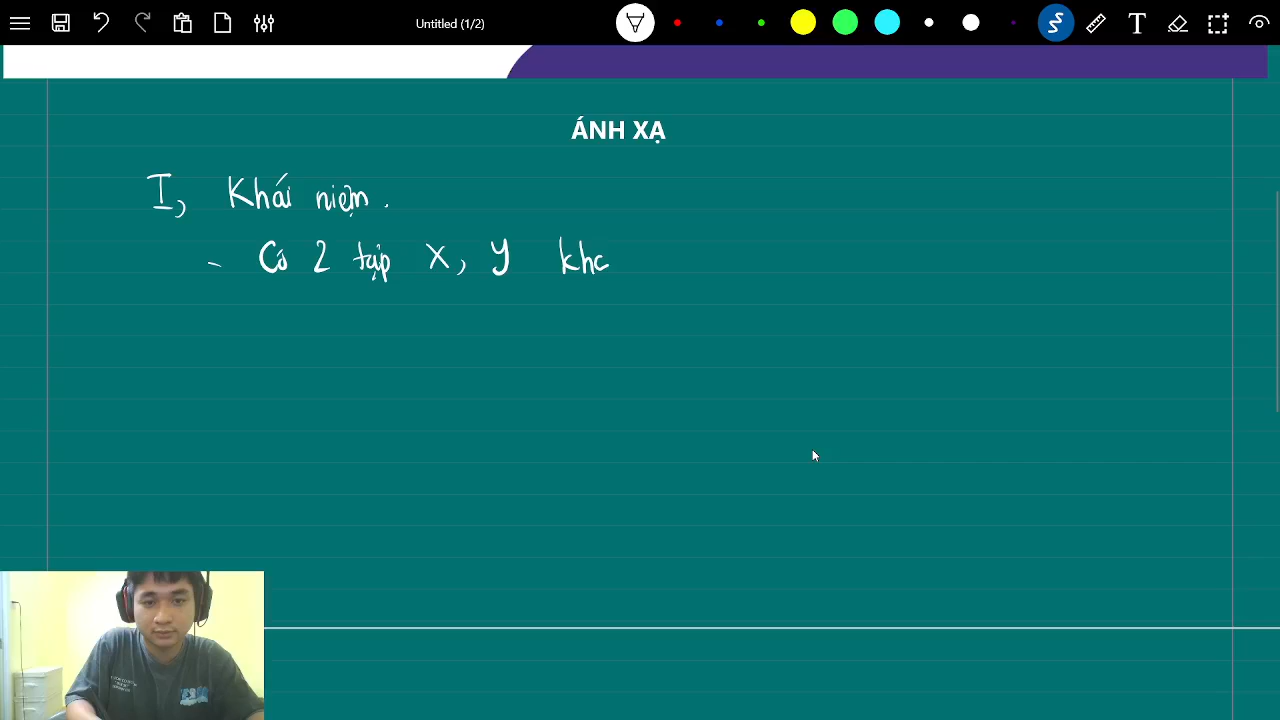 Untitled (1/2)
ÁNH XẠ
I, Khái niệm.
- Có 2 tập X, Y khc